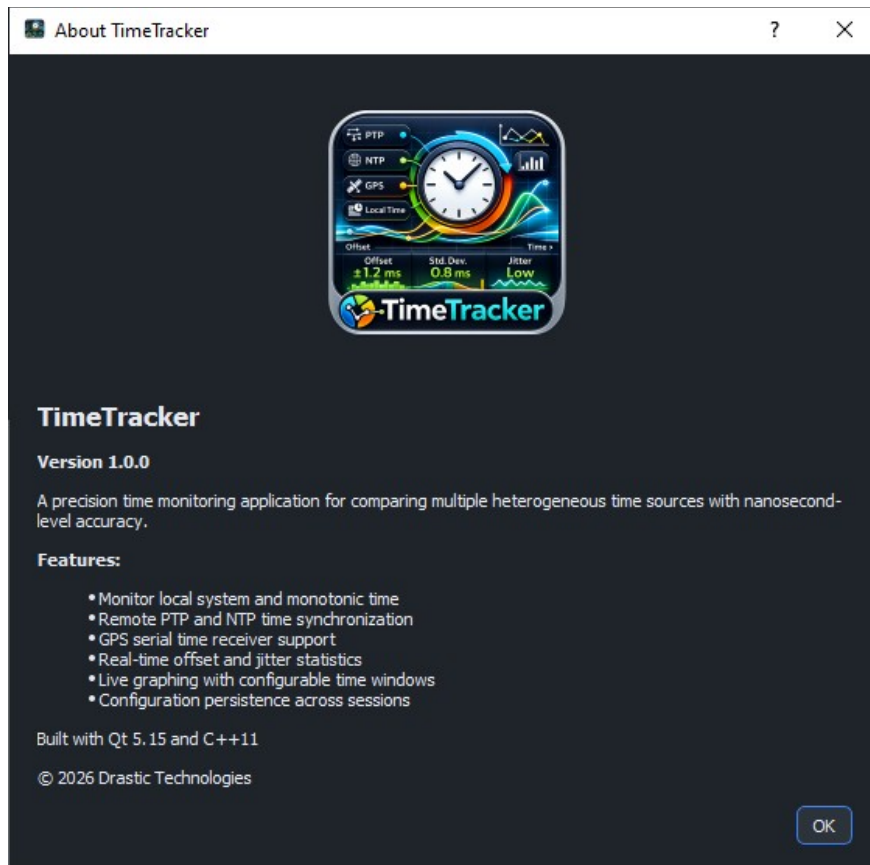 About TimeTracker
?
PTP
NTP
GPS
Local Time
Offset
Time
Offset
Std. Dev.
Jitter
±1.2 ms
0.8 ms
Low
TimeTracker
TimeTracker
Version 1.0.0
A precision time monitoring application for comparing multiple heterogeneous time sources with nanosecond-
level accuracy.
Features:
• Monitor local system and monotonic time
• Remote PTP and NTP time synchronization
• GPS serial time receiver support
• Real-time offset and jitter statistics
• Live graphing with configurable time windows
• Configuration persistence across sessions
Built with Qt 5.15 and C++11
© 2026 Drastic Technologies
OK